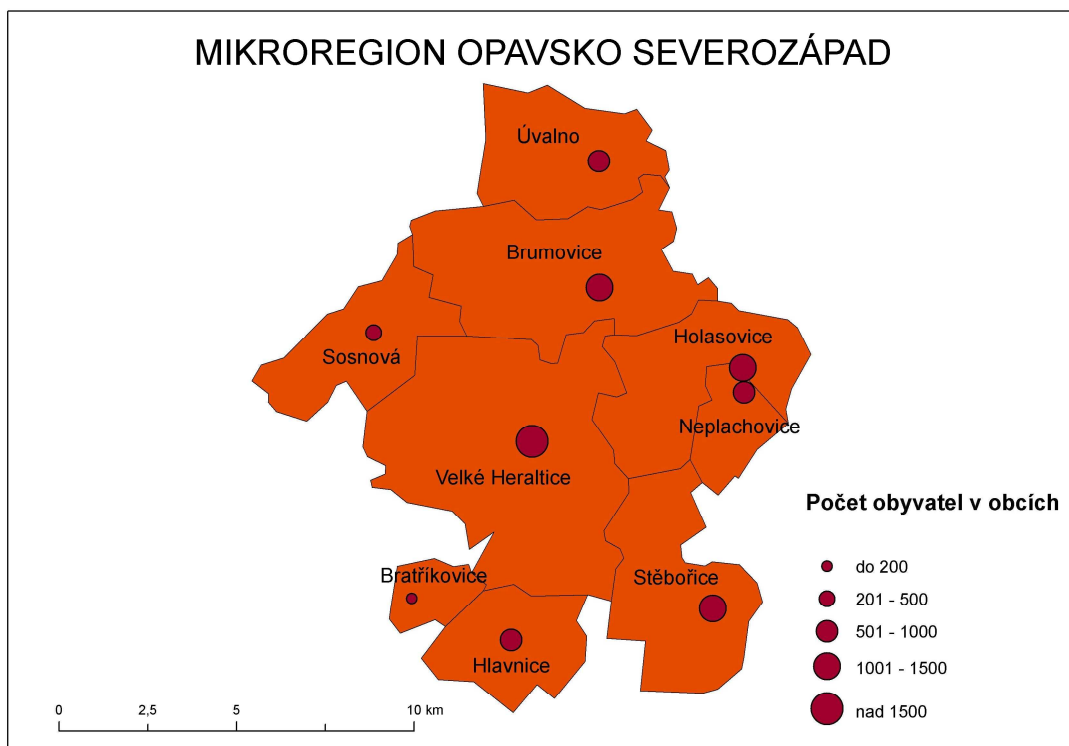 MIKROREGION OPAVSKO SEVEROZÁPAD
Úvalno
Brumovice
Holasovice
Sosnová
Neplachovice
Velké Heraltice
Počet obyvatel v obcích
do 200
201 - 500
501 - 1000
1001 - 1500
nad 1500
Bratříkovice
Stěbořice
Hlavnice
0 2,5 5 10 km